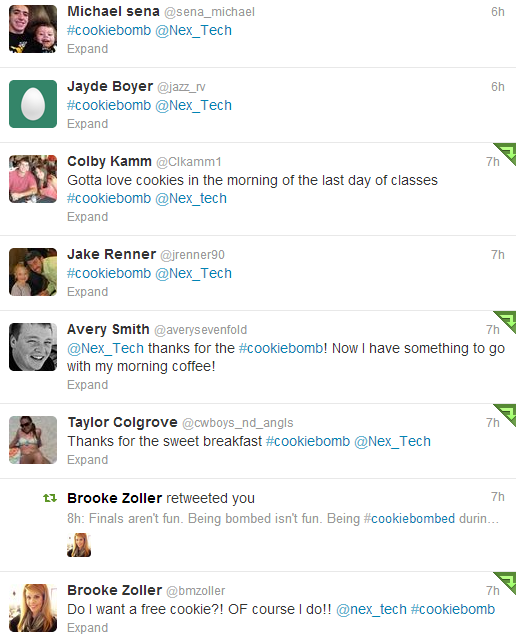 Michael sena @sena_michael 6h
#cookiebomb @Nex_Tech
Expand
Jayde Boyer @jazz_rv 6h
#cookiebomb @Nex_Tech
Expand
Colby Kamm @Clkamm1 7h
Gotta love cookies in the morning of the last day of classes
#cookiebomb @Nex_tech
Expand
Jake Renner @jrenner90 7h
#cookiebomb @Nex_Tech
Expand
Avery Smith @averysevenfold 7h
@Nex_Tech thanks for the #cookiebomb! Now I have something to go
with my morning coffee!
Expand
Taylor Colgrove @cwboys_nd_angls 7h
Thanks for the sweet breakfast #cookiebomb @Nex_Tech
Expand
Brooke Zoller retweeted you 7h
8h: Finals aren't fun. Being bombed isn't fun. Being #cookiebombed durin...
Brooke Zoller @bmzoller 7h
Do I want a free cookie?! OF course I do!! @nex_tech #cookiebomb
Expand